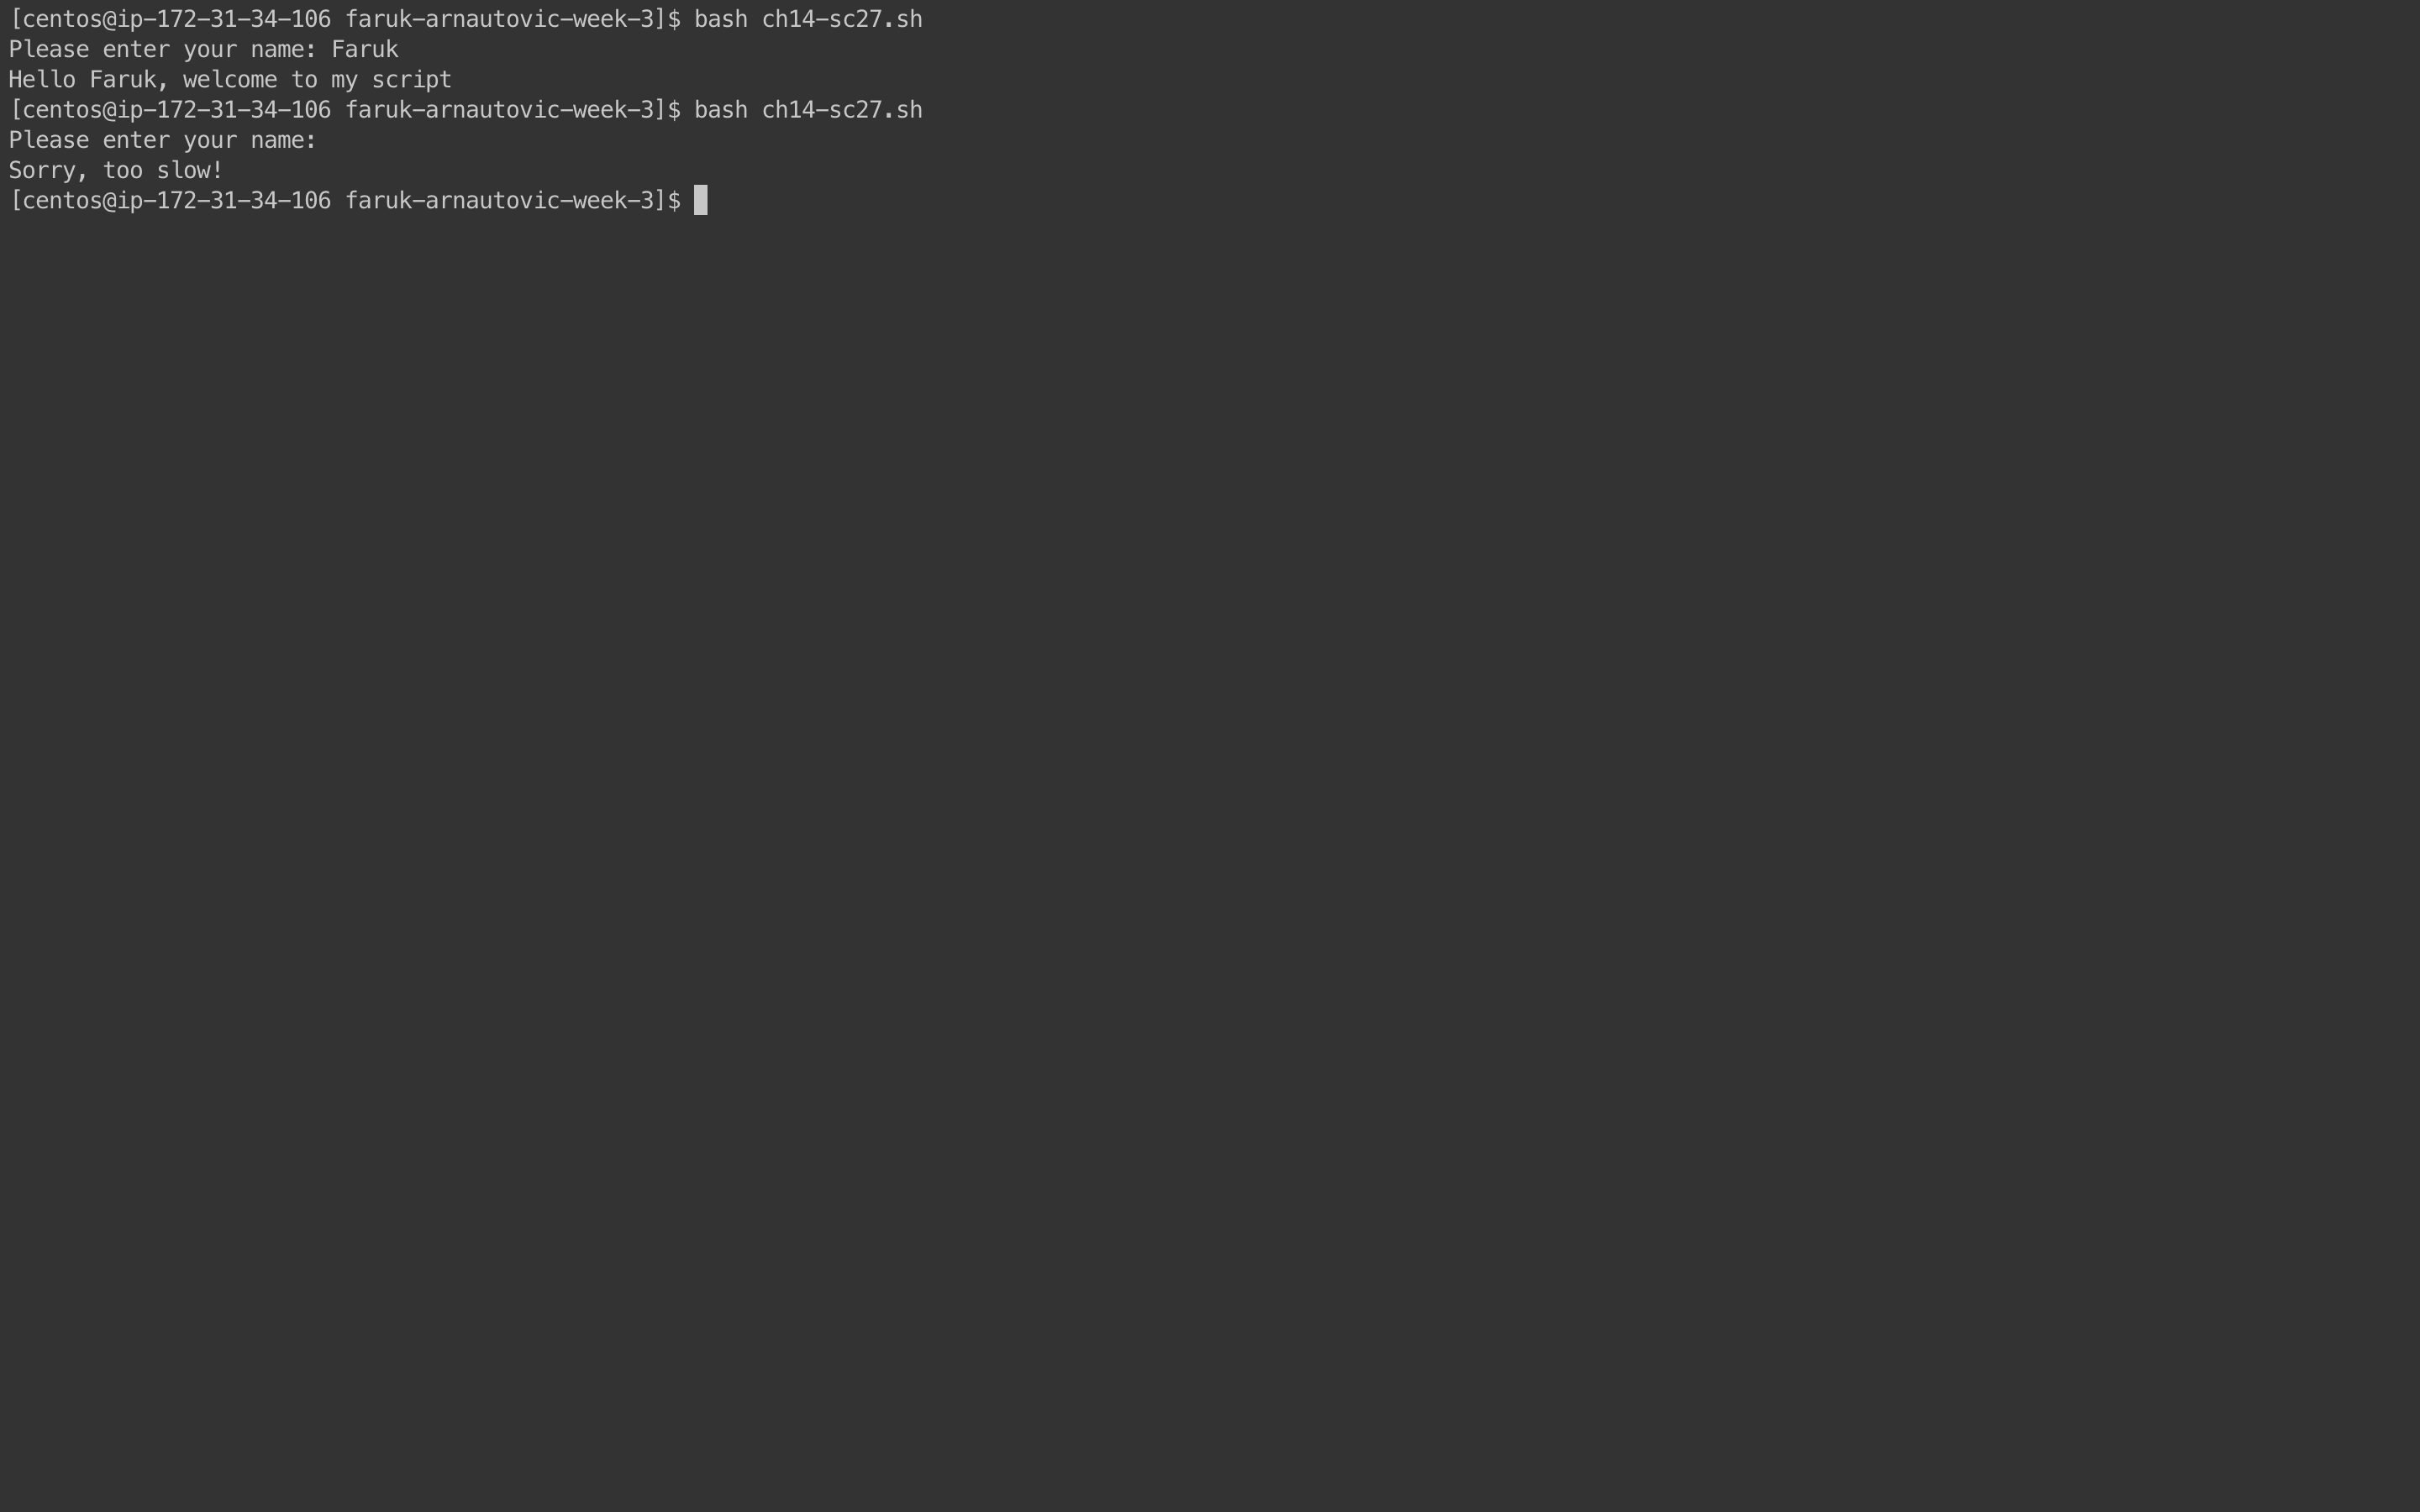 [centos@ip-172-31-34-106 faruk-arnautovic-week-3]$ bash ch14-sc27.sh
Please enter your name: Faruk
Hello Faruk, welcome to my script
[centos@ip-172-31-34-106 faruk-arnautovic-week-3]$ bash ch14-sc27.sh
Please enter your name:
Sorry, too slow!
[centos@ip-172-31-34-106 faruk-arnautovic-week-3]$